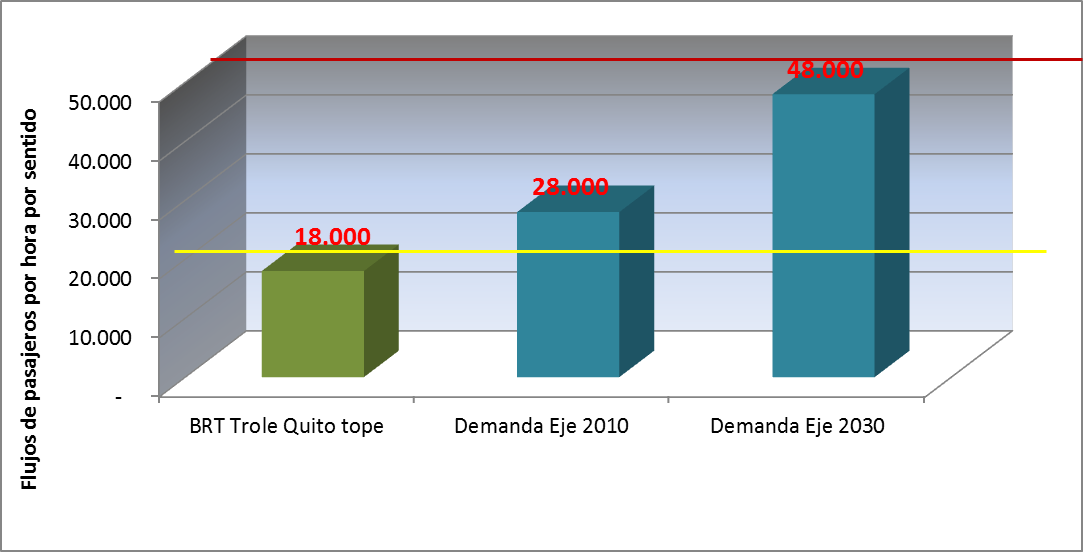 Flujos de pasajeros por hora por sentido
50.000
40.000
30.000
20.000
10.000
-
18.000
28.000
48.000
BRT Trole Quito tope
Demanda Eje 2010
Demanda Eje 2030